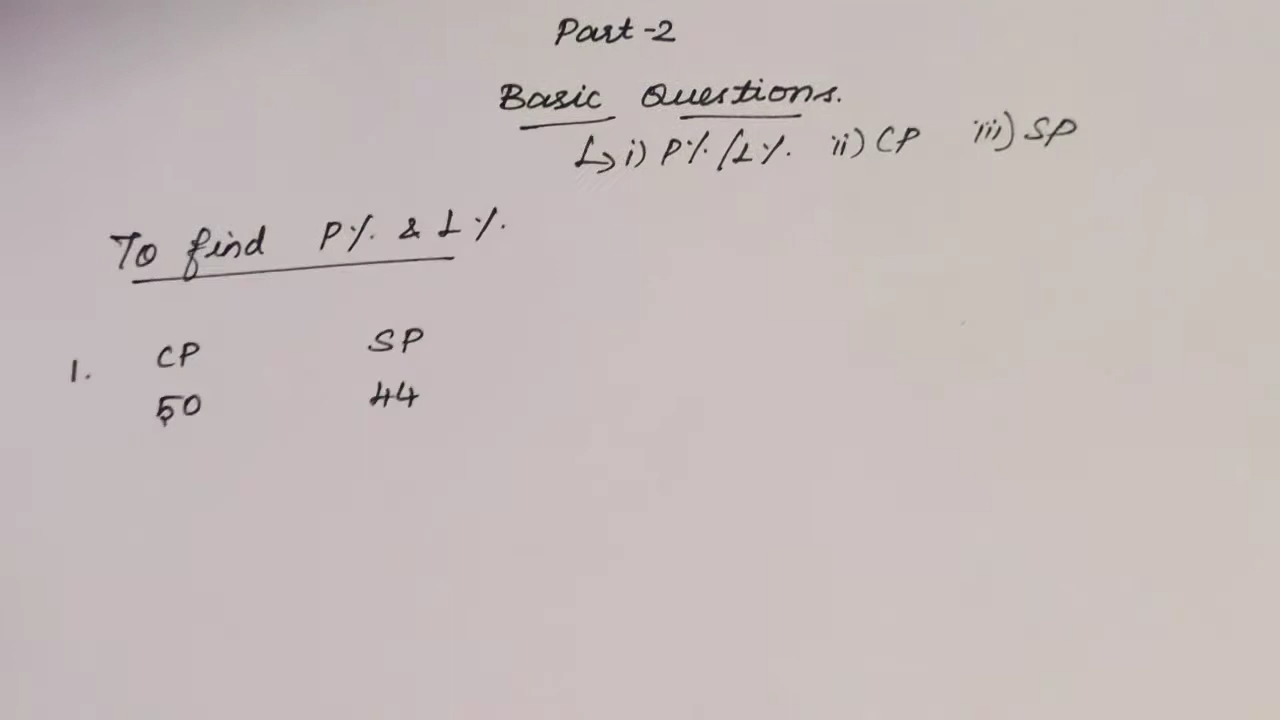 Part-2
Basic Questions.
↳ i) P% / L%. ii) CP iii) SP
To find P%. & L%.
1. CP SP
50 44